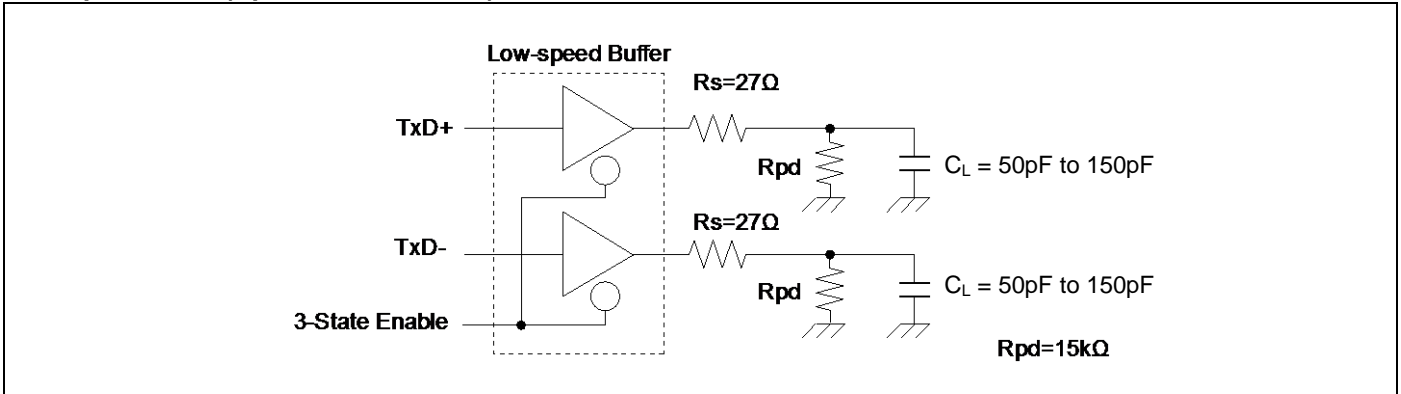 Low-speed Buffer
Rs=27Ω
TxD+
Rpd
C_L = 50pF to 150pF
Rs=27Ω
TxD-
Rpd
C_L = 50pF to 150pF
3-State Enable
Rpd=15kΩ